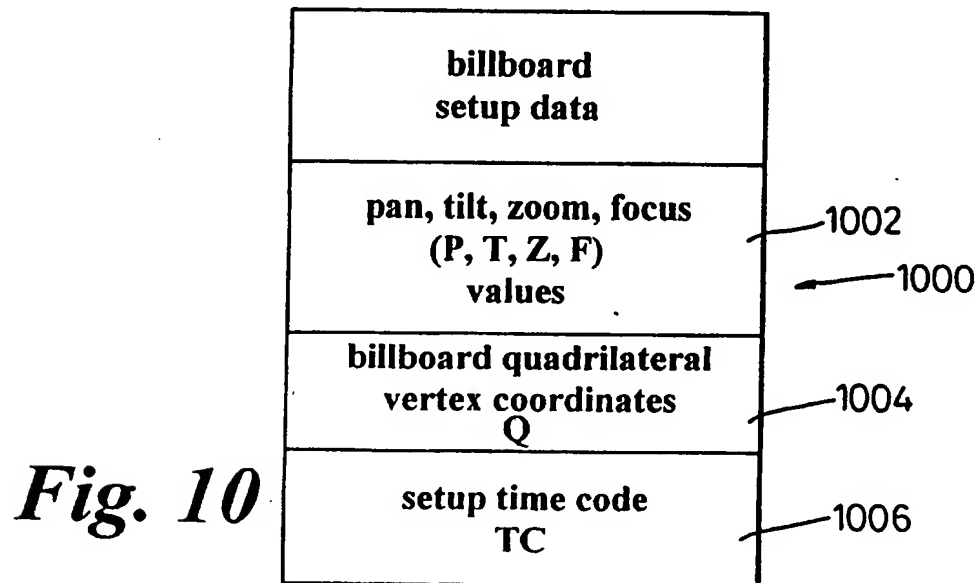 billboard
setup data
pan, tilt, zoom, focus
(P, T, Z, F)
values
1002
1000
billboard quadrilateral
vertex coordinates
Q
1004
Fig. 10
setup time code
TC
1006